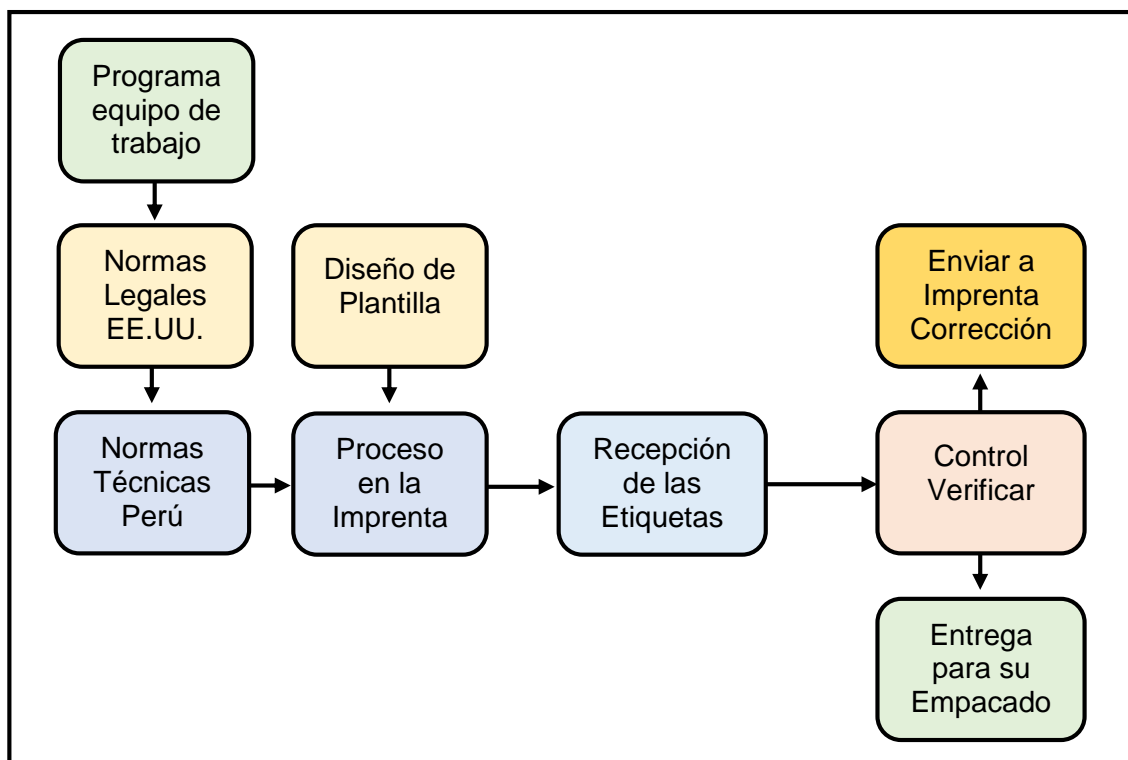 Programa
equipo de
trabajo
Normas
Legales
EE.UU.
Diseño de
Plantilla
Enviar a
Imprenta
Corrección
Normas
Técnicas
Perú
Proceso
en la
Imprenta
Recepción
de las
Etiquetas
Control
Verificar
Entrega
para su
Empacado